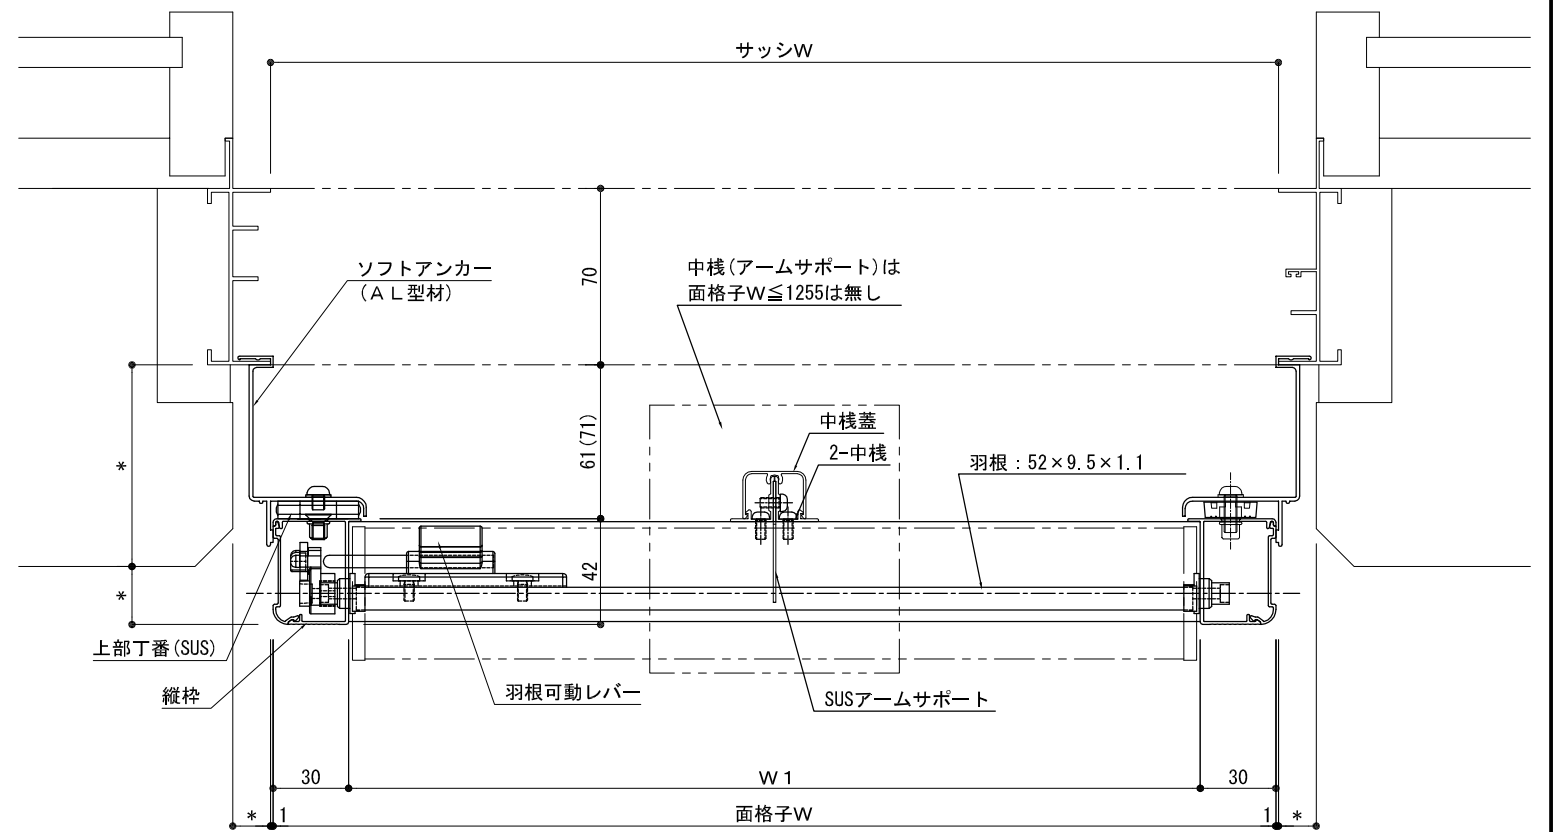 サッシW
ソフトアンカー
(AL型材)
70
中桟(アームサポート)は
面格子W≦1255は無し
*
61(71)
中桟蓋
2-中桟
羽根:52×9.5×1.1
*
42
上部丁番(SUS)
縦枠
羽根可動レバー
SUSアームサポート
30
W1
30
*
1
面格子W
1
*